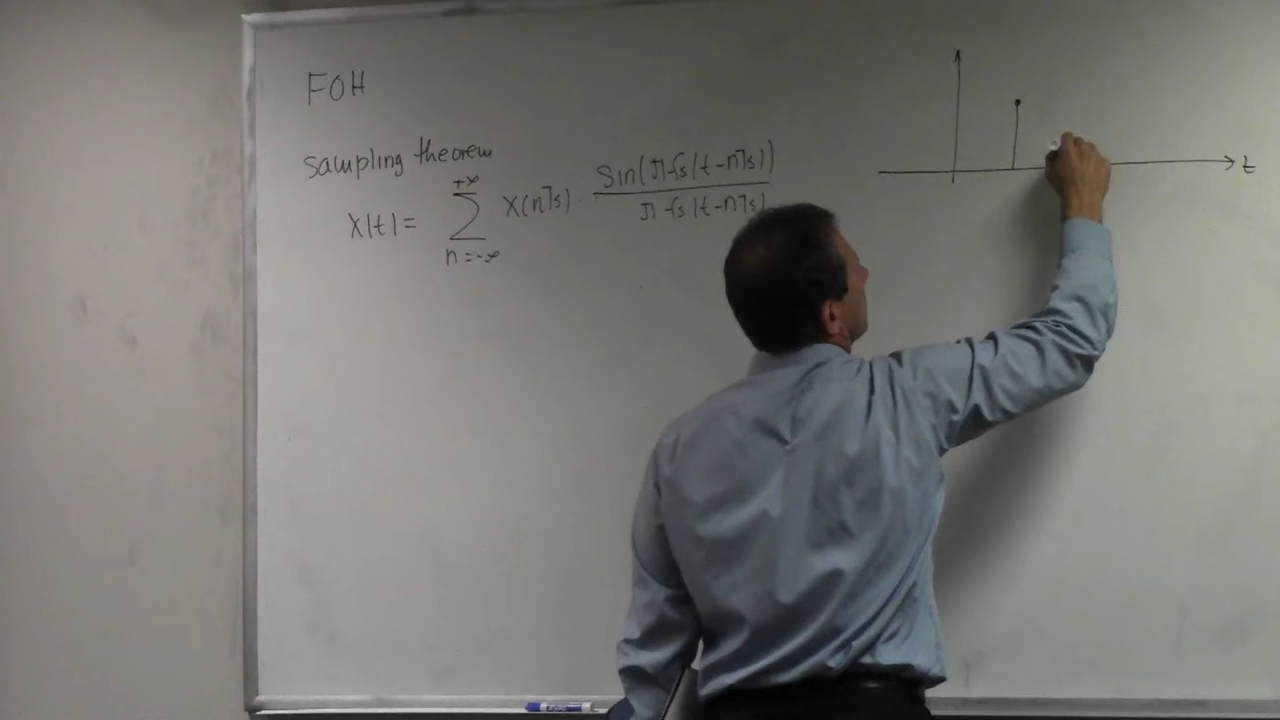 FOH
Sampling theorem
x(t) = +∞ ∑ n=-∞ x(nTs) · sin(π fs(t-nTs)) / π fs(t-nTs)
t